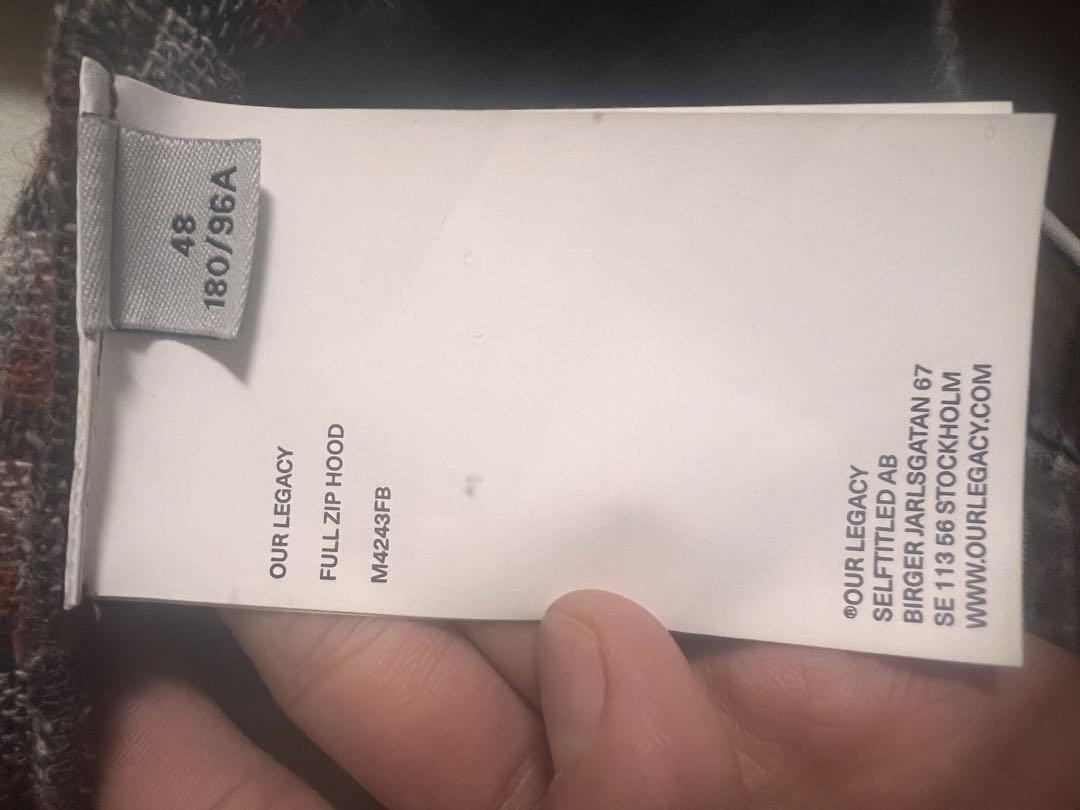 48
180/96A
OUR LEGACY
FULL ZIP HOOD
M4243FB
®OUR LEGACY
SELFTITLED AB
BIRGER JARLSGATAN 67
SE 113 56 STOCKHOLM
WWW.OURLEGACY.COM